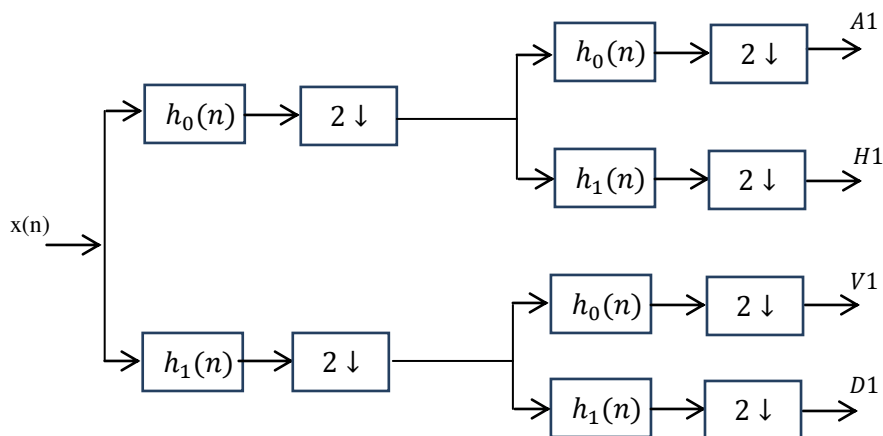 A1
h₀(n) 2 ↓
h₀(n) 2 ↓
h₁(n) 2 ↓ H1
x(n)
h₀(n) 2 ↓ V1
h₁(n) 2 ↓
h₁(n) 2 ↓ D1